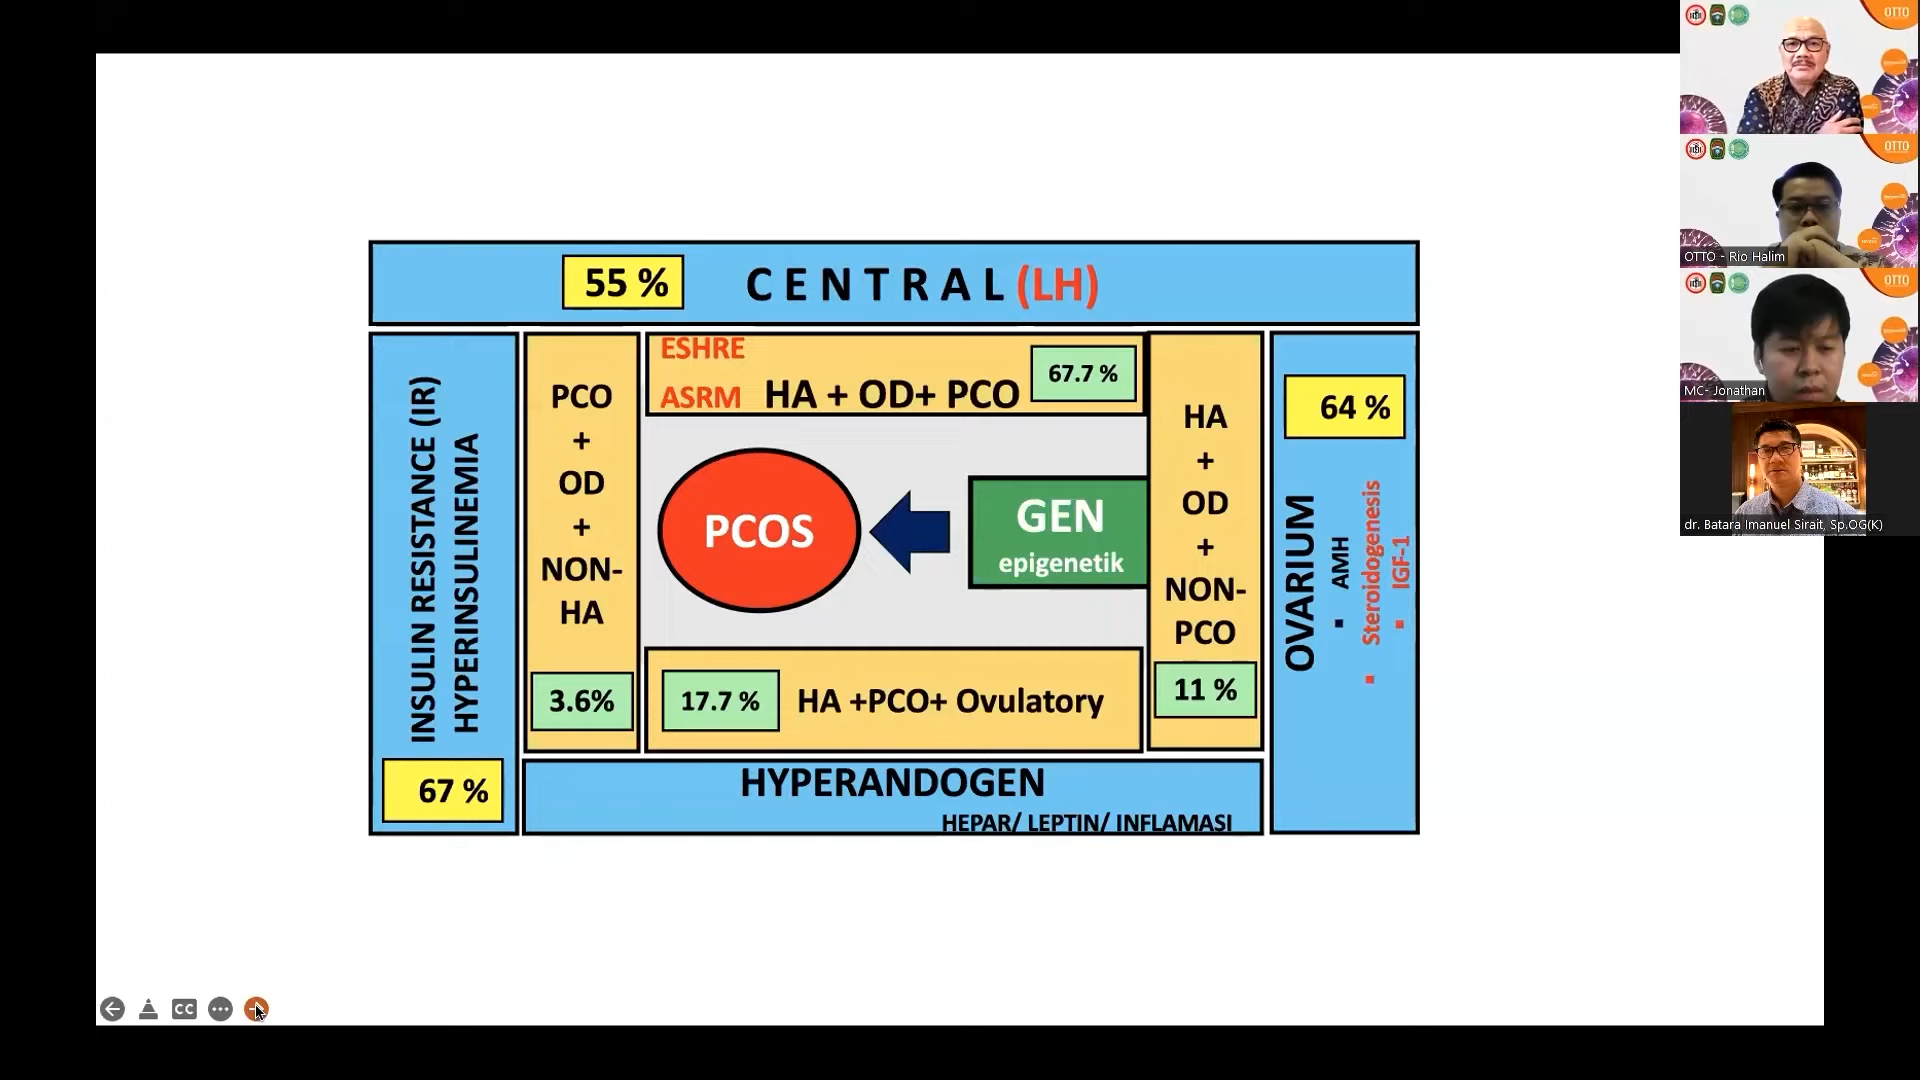 55 %
CENTRAL (LH)
INSULIN RESISTANCE (IR)
HYPERINSULINEMIA
67 %
PCO
+
OD
+
NON-
HA
3.6%
ESHRE
ASRM HA + OD+ PCO
67.7 %
PCOS
GEN
epigenetik
17.7 %
HA +PCO+ Ovulatory
HA
+
OD
+
NON-
PCO
11 %
64 %
OVARIUM
▪ AMH
▪ Steroidogenesis
▪ IGF-1
HYPERANDOGEN
HEPAR/ LEPTIN/ INFLAMASI
CC
OTTO
OTTO
OTTO - Rio Halim
OTTO
MC- Jonathan
dr. Batara Imanuel Sirait, Sp.OG(K)